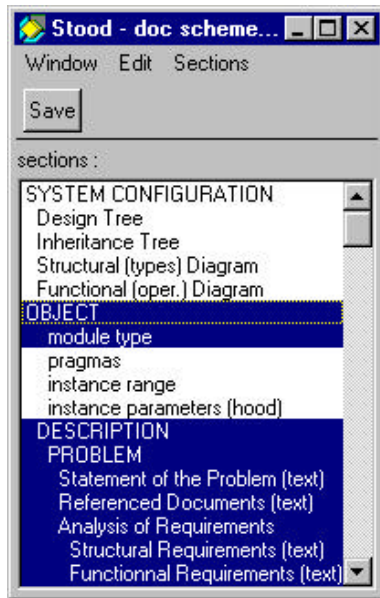 Stood - doc scheme...
Window Edit Sections
Save
sections :
SYSTEM CONFIGURATION
Design Tree
Inheritance Tree
Structural (types) Diagram
Functional (oper.) Diagram
OBJECT
module type
pragmas
instance range
instance parameters (hood)
DESCRIPTION
PROBLEM
Statement of the Problem (text)
Referenced Documents (text)
Analysis of Requirements
Structural Requirements (text)
Functionnal Requirements (text)